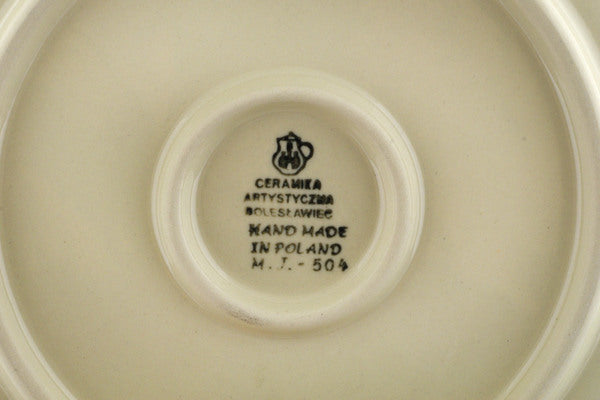 CERAMIKA
ARTYSTYCZNA
BOLESŁAWIEC
HAND MADE
IN POLAND
M.J.-504